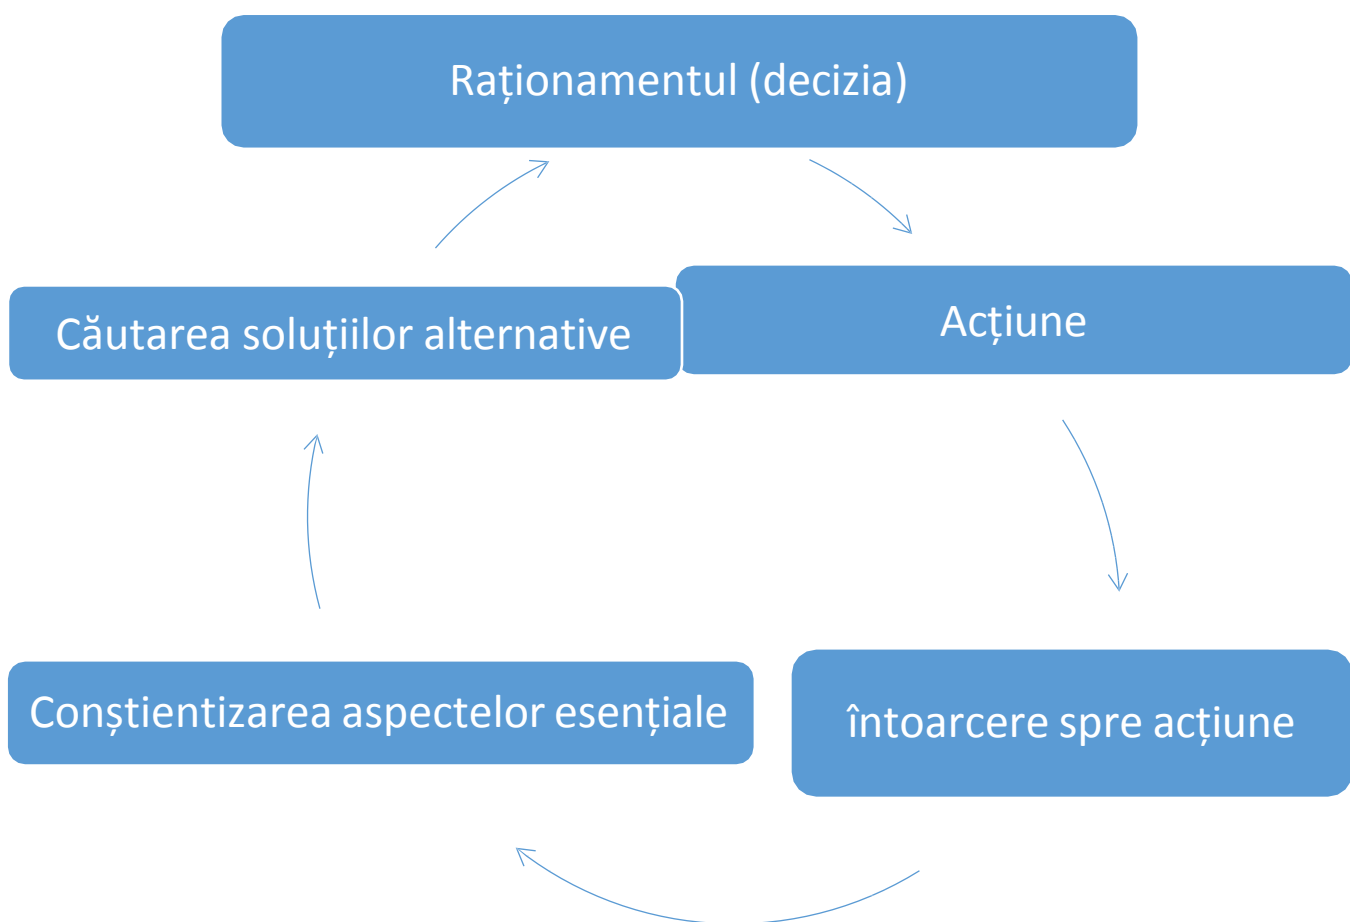 Raționamentul (decizia)
Căutarea soluțiilor alternative
Acțiune
Conștientizarea aspectelor esențiale
întoarcere spre acțiune